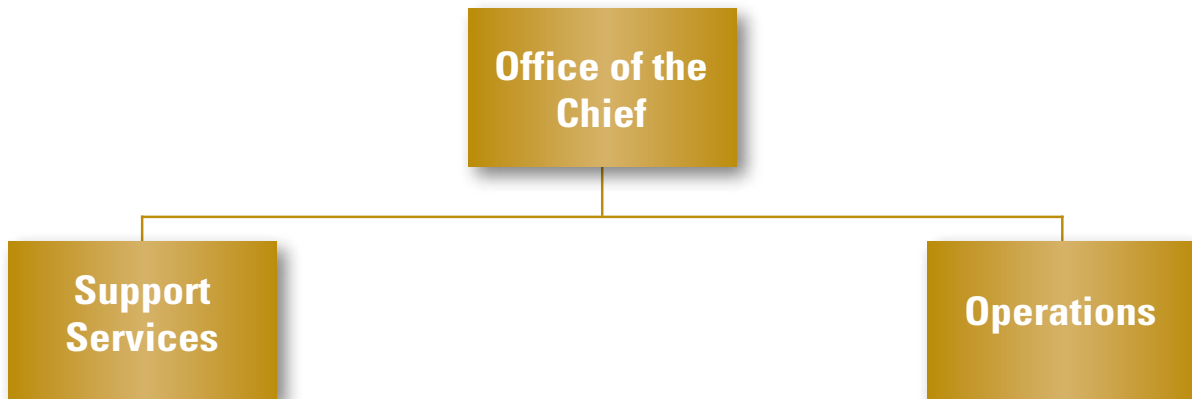 Office of the
Chief
Support
Services
Operations